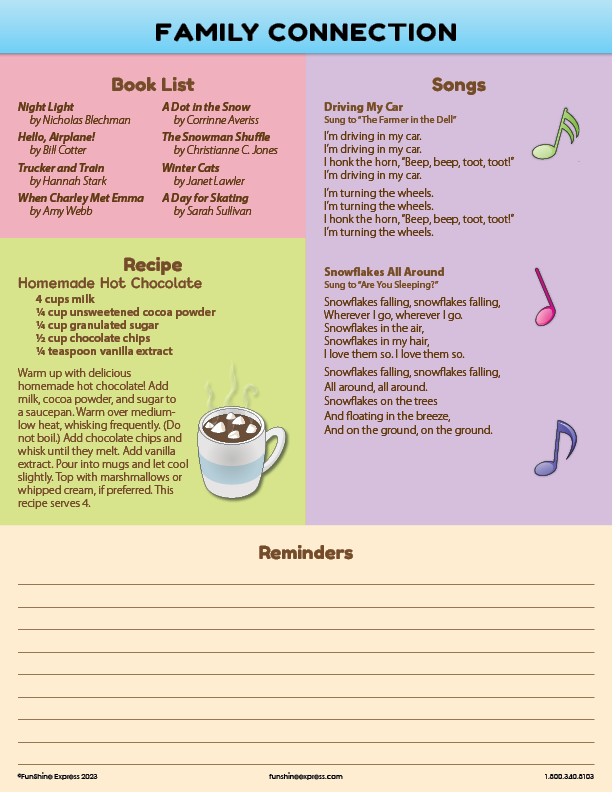 FAMILY CONNECTION
Book List
Night Light
by Nicholas Blechman
Hello, Airplane!
by Bill Cotter
Trucker and Train
by Hannah Stark
When Charley Met Emma
by Amy Webb
A Dot in the Snow
by Corrinne Averiss
The Snowman Shuffle
by Christianne C. Jones
Winter Cats
by Janet Lawler
A Day for Skating
by Sarah Sullivan
Recipe
Homemade Hot Chocolate
4 cups milk
¼ cup unsweetened cocoa powder
¼ cup granulated sugar
½ cup chocolate chips
¼ teaspoon vanilla extract
Warm up with delicious
homemade hot chocolate! Add
milk, cocoa powder, and sugar to
a saucepan. Warm over medium-
low heat, whisking frequently. (Do
not boil.) Add chocolate chips and
whisk until they melt. Add vanilla
extract. Pour into mugs and let cool
slightly. Top with marshmallows or
whipped cream, if preferred. This
recipe serves 4.
Songs
Driving My Car
Sung to "The Farmer in the Dell"
I'm driving in my car.
I'm driving in my car.
I honk the horn, "Beep, beep, toot, toot!"
I'm driving in my car.
I'm turning the wheels.
I'm turning the wheels.
I honk the horn, "Beep, beep, toot, toot!"
I'm turning the wheels.
Snowflakes All Around
Sung to "Are You Sleeping?"
Snowflakes falling, snowflakes falling,
Wherever I go, wherever I go.
Snowflakes in the air,
Snowflakes in my hair,
I love them so. I love them so.
Snowflakes falling, snowflakes falling,
All around, all around.
Snowflakes on the trees
And floating in the breeze,
And on the ground, on the ground.
Reminders
©FunShine Express 2023
funshineexpress.com
1.800.340.8103